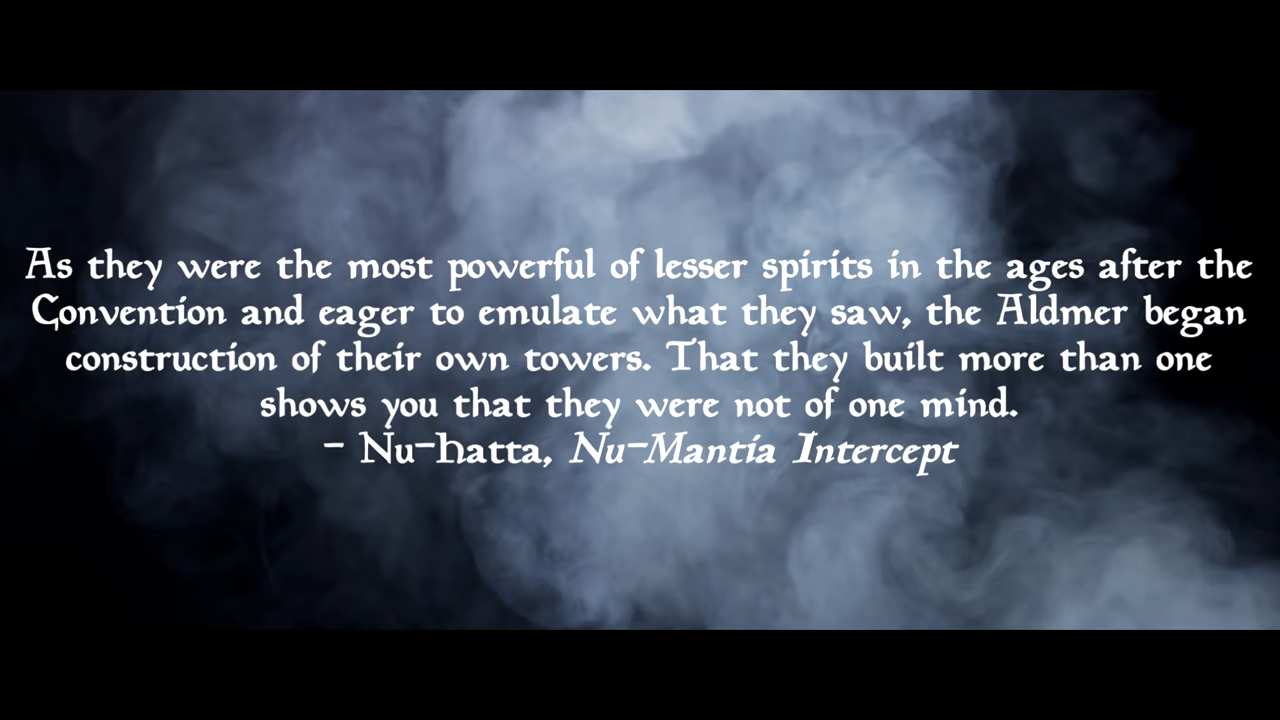 As they were the most powerful of lesser spirits in the ages after the
Convention and eager to emulate what they saw, the Aldmer began
construction of their own towers. That they built more than one
shows you that they were not of one mind.
- Nu-hatta, Nu-Mantia Intercept